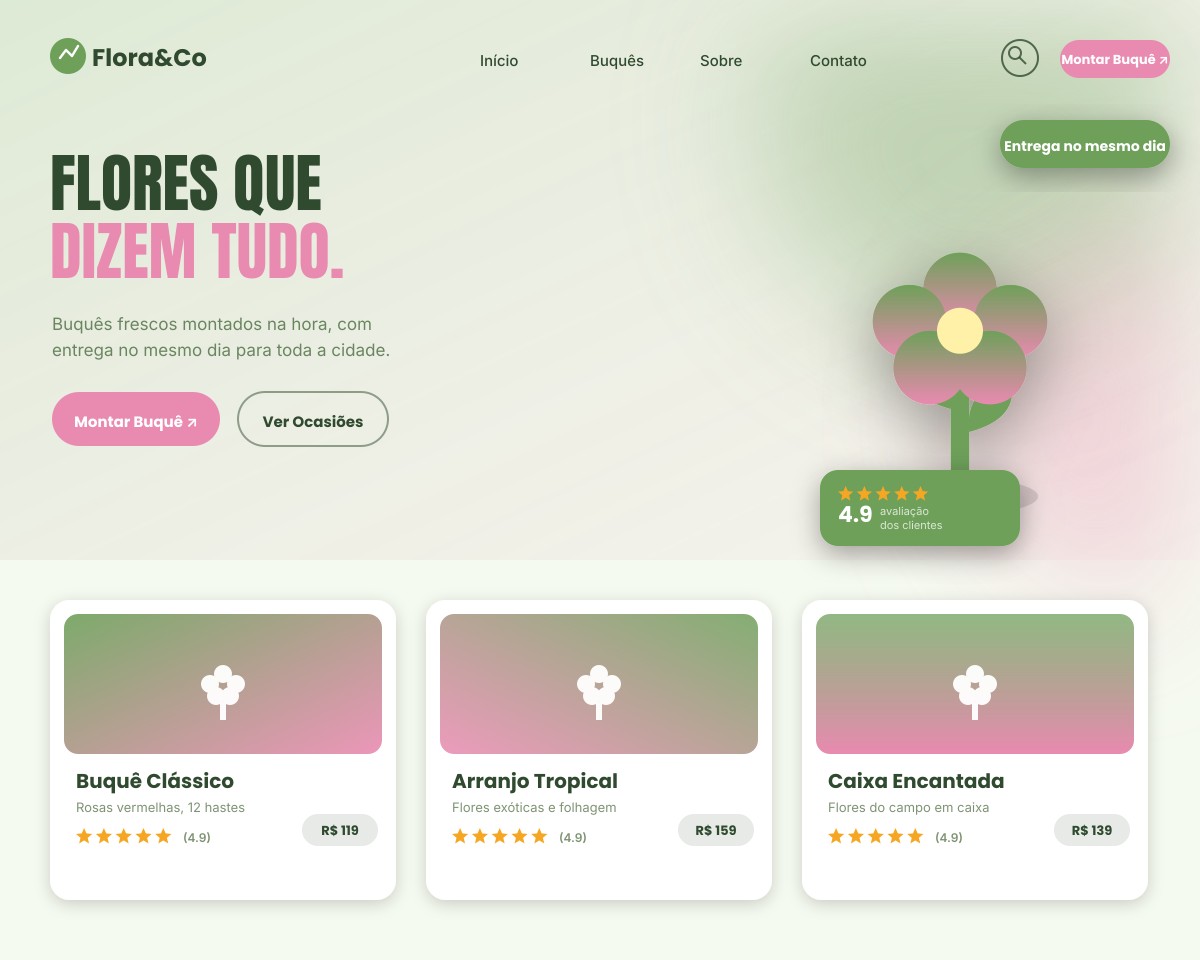 Flora&Co
Início
Buquês
Sobre
Contato
Montar Buquê ↗
Entrega no mesmo dia
FLORES QUE
DIZEM TUDO.
Buquês frescos montados na hora, com
entrega no mesmo dia para toda a cidade.
Montar Buquê ↗
Ver Ocasiões
4.9
avaliação
dos clientes
Buquê Clássico
Rosas vermelhas, 12 hastes
(4.9)
R$ 119
Arranjo Tropical
Flores exóticas e folhagem
(4.9)
R$ 159
Caixa Encantada
Flores do campo em caixa
(4.9)
R$ 139